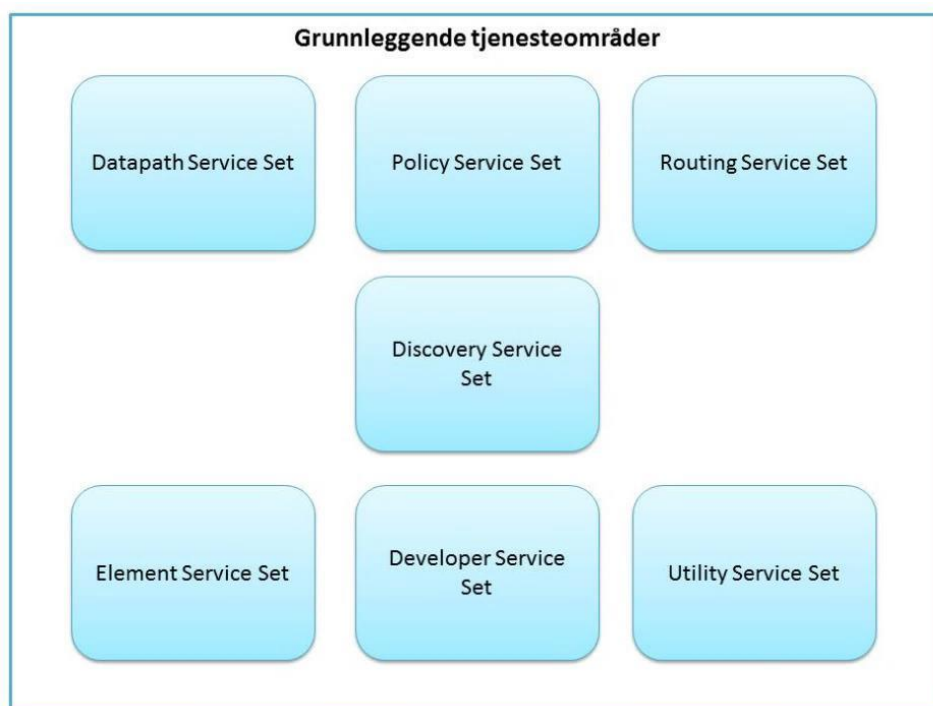 Grunnleggende tjenesteområder
Datapath Service Set
Policy Service Set
Routing Service Set
Discovery Service
Set
Element Service Set
Developer Service
Set
Utility Service Set